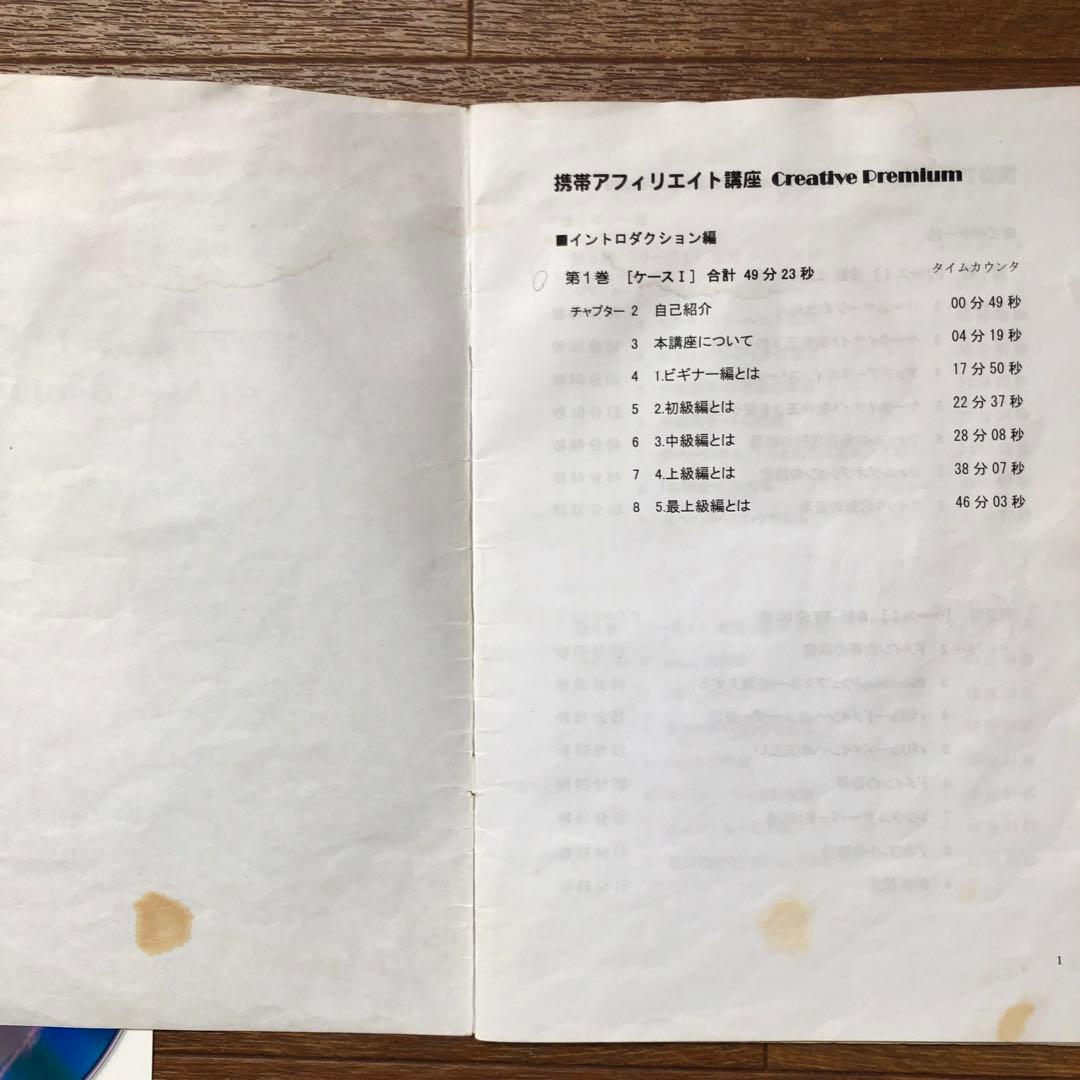 携帯アフィリエイト講座 Creative Premium
■イントロダクション編
第1巻 [ケースⅠ] 合計 49分23秒 タイムカウンタ
チャプター 2 自己紹介 00分49秒
3 本講座について 04分19秒
4 1.ビギナー編とは 17分50秒
5 2.初級編とは 22分37秒
6 3.中級編とは 28分08秒
7 4.上級編とは 38分07秒
8 5.最上級編とは 46分03秒
1